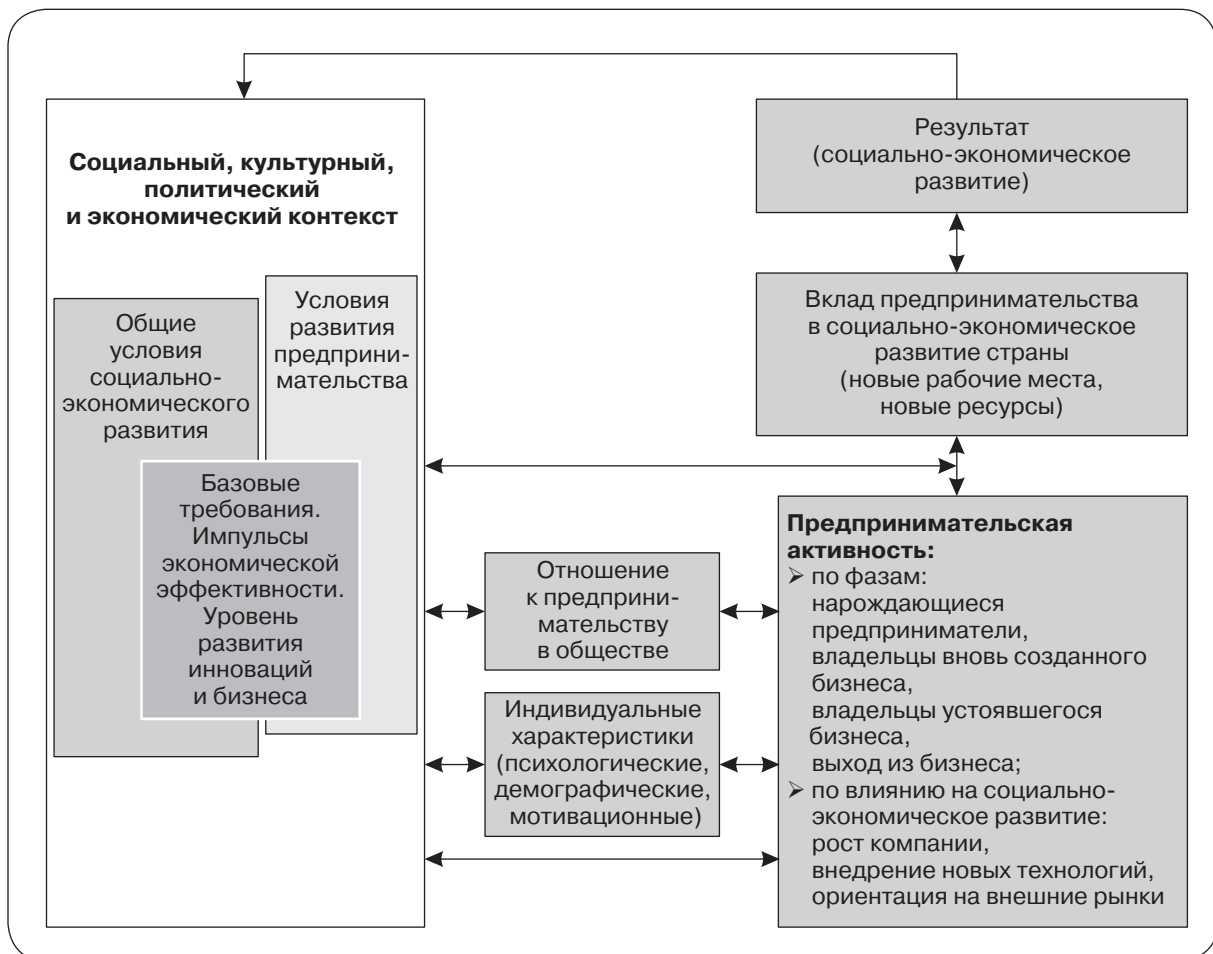 Социальный, культурный,
политический
и экономический контекст
Общие
условия
социально-
экономического
развития
Условия
развития
предприни-
мательства
Базовые
требования.
Импульсы
экономической
эффективности.
Уровень
развития
инноваций
и бизнеса
Отношение
к предприни-
мательству
в обществе
Индивидуальные
характеристики
(психологические,
демографические,
мотивационные)
Результат
(социально-экономическое
развитие)
Вклад предпринимательства
в социально-экономическое
развитие страны
(новые рабочие места,
новые ресурсы)
Предпринимательская
активность:
➢ по фазам:
нарождающиеся
предприниматели,
владельцы вновь созданного
бизнеса,
владельцы устоявшегося
бизнеса,
выход из бизнеса;
➢ по влиянию на социально-
экономическое развитие:
рост компании,
внедрение новых технологий,
ориентация на внешние рынки